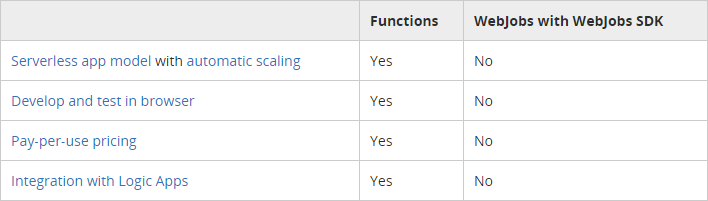 Functions WebJobs with WebJobs SDK
Serverless app model with automatic scaling Yes No
Develop and test in browser Yes No
Pay-per-use pricing Yes No
Integration with Logic Apps Yes No